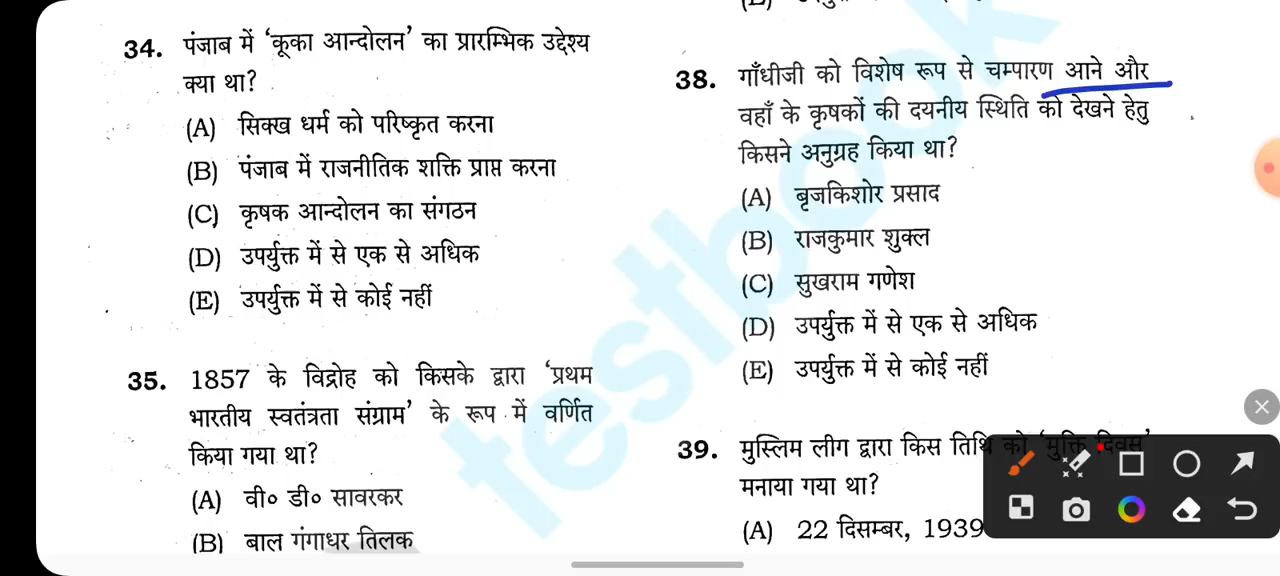 34. पंजाब में ‘कूका आन्दोलन’ का प्रारम्भिक उद्देश्य
क्या था?
(A) सिक्ख धर्म को परिष्कृत करना
(B) पंजाब में राजनीतिक शक्ति प्राप्त करना
(C) कृषक आन्दोलन का संगठन
(D) उपर्युक्त में से एक से अधिक
(E) उपर्युक्त में से कोई नहीं
35. 1857 के विद्रोह को किसके द्वारा ‘प्रथम
भारतीय स्वतंत्रता संग्राम’ के रूप में वर्णित
किया गया था?
(A) वी० डी० सावरकर
(B) बाल गंगाधर तिलक
38. गाँधीजी को विशेष रूप से चम्पारण आने और
वहाँ के कृषकों की दयनीय स्थिति को देखने हेतु
किसने अनुग्रह किया था?
(A) बृजकिशोर प्रसाद
(B) राजकुमार शुक्ल
(C) सुखराम गणेश
(D) उपर्युक्त में से एक से अधिक
(E) उपर्युक्त में से कोई नहीं
39. मुस्लिम लीग द्वारा किस तिथि को ‘मुक्ति दिवस’
मनाया गया था?
(A) 22 दिसम्बर, 1939
testbook